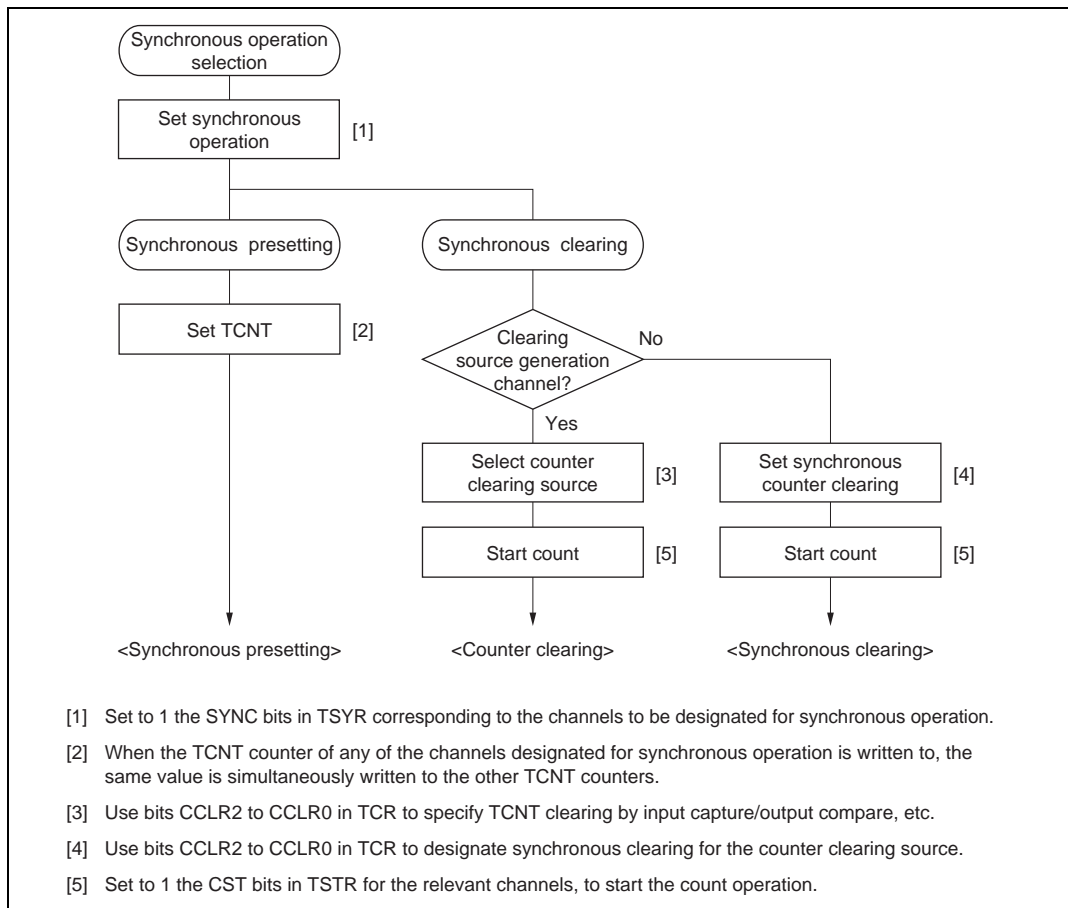 Synchronous operation
selection
Set synchronous
operation
[1]
Synchronous presetting
Synchronous clearing
Set TCNT
[2]
Clearing
source generation
channel?
No
Yes
Select counter
clearing source
[3]
Set synchronous
counter clearing
[4]
Start count
[5]
Start count
[5]
<Synchronous presetting>
<Counter clearing>
<Synchronous clearing>
[1] Set to 1 the SYNC bits in TSYR corresponding to the channels to be designated for synchronous operation.
[2] When the TCNT counter of any of the channels designated for synchronous operation is written to, the
same value is simultaneously written to the other TCNT counters.
[3] Use bits CCLR2 to CCLR0 in TCR to specify TCNT clearing by input capture/output compare, etc.
[4] Use bits CCLR2 to CCLR0 in TCR to designate synchronous clearing for the counter clearing source.
[5] Set to 1 the CST bits in TSTR for the relevant channels, to start the count operation.